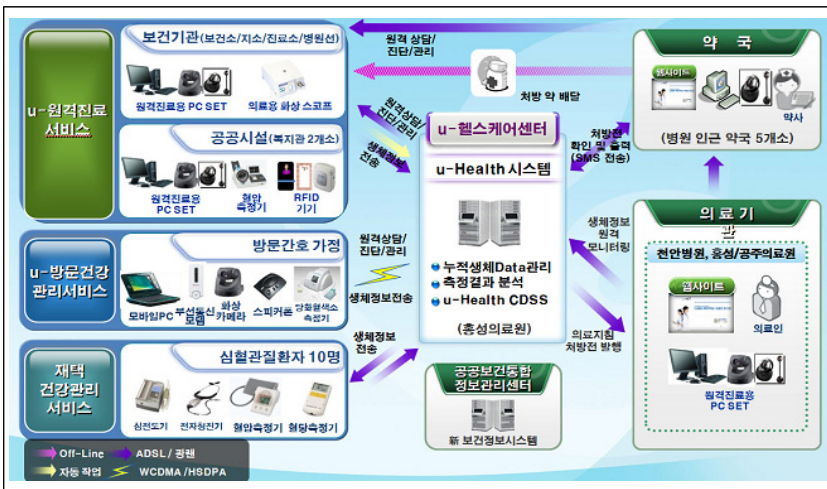 u-원격진료
서비스
보건기관(보건소/지소/진료소/병원선)
원격진료용 PC SET
의료용 화상 스코프
공공시설(복지관 2개소)
원격진료용
PC SET
혈압
측정기
RFID
기기
u-방문건강
관리서비스
방문간호 가정
모바일PC
무선통신
모뎀
화상
카메라
스피커폰
당화혈색소
측정기
재택
건강관리
서비스
심혈관질환자 10명
심전도기
전자청진기
혈압측정기
혈당측정기
Off-Line
ADSL / 광랜
자동 작업
WCDMA /HSDPA
원격 상담/
진단/관리
처방 약 배달
원격상담/
진단/관리
생체정보
전송
원격상담/
진단/관리
생체정보전송
생체정보
전송
u-헬스케어센터
u-Health 시스템
누적생체Data관리
측정결과 분석
u-Health CDSS
(홍성의료원)
공공보건통합
정보관리센터
新 보건정보시스템
처방전
확인 및 출력
(SMS 전송)
생체정보
원격
모니터링
의료지침
처방전 발행
약 국
웹사이트
약사
(병원 인근 약국 5개소)
의 료 기
관
천안병원, 홍성/공주의료원
웹사이트
의료인
원격진료용
PC SET